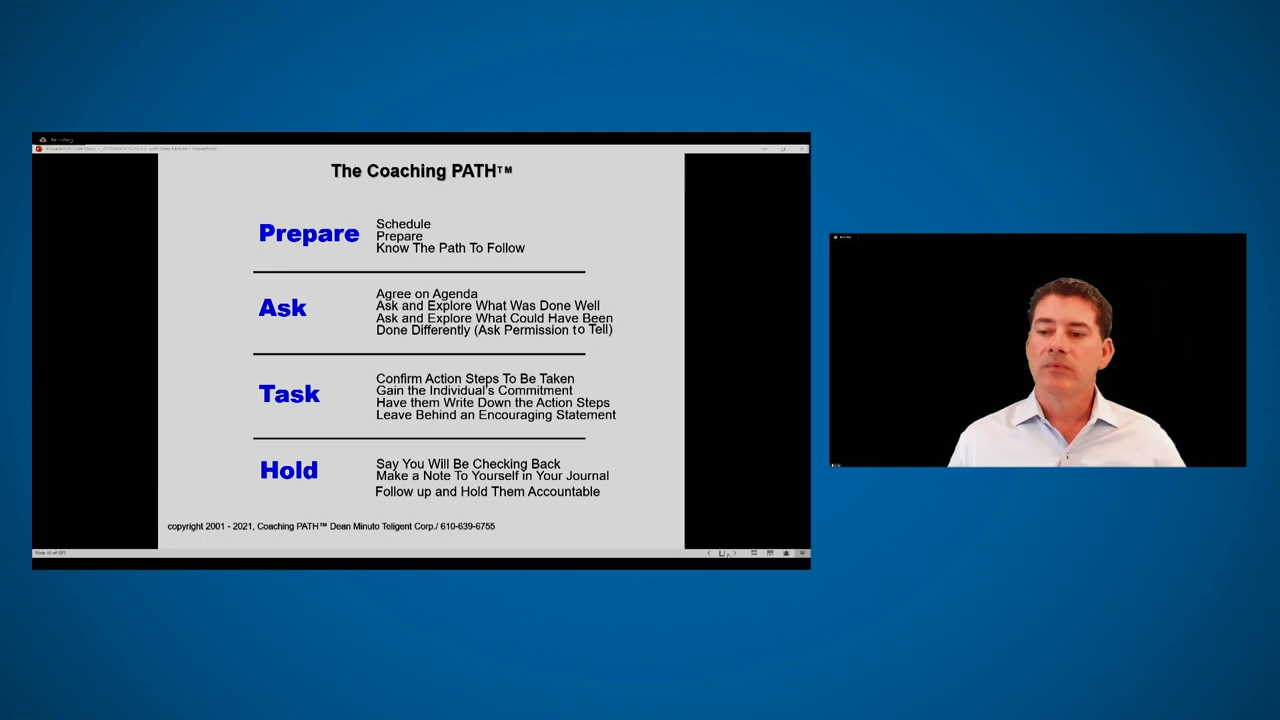 The Coaching PATH™
Prepare
Schedule
Prepare
Know The Path To Follow
Ask
Agree on Agenda
Ask and Explore What Was Done Well
Ask and Explore What Could Have Been
Done Differently (Ask Permission to Tell)
Task
Confirm Action Steps To Be Taken
Gain the Individual's Commitment
Have them Write Down the Action Steps
Leave Behind an Encouraging Statement
Hold
Say You Will Be Checking Back
Make a Note To Yourself in Your Journal
Follow up and Hold Them Accountable
copyright 2001 - 2021, Coaching PATH™ Dean Minuto Teligent Corp./ 610-639-6755